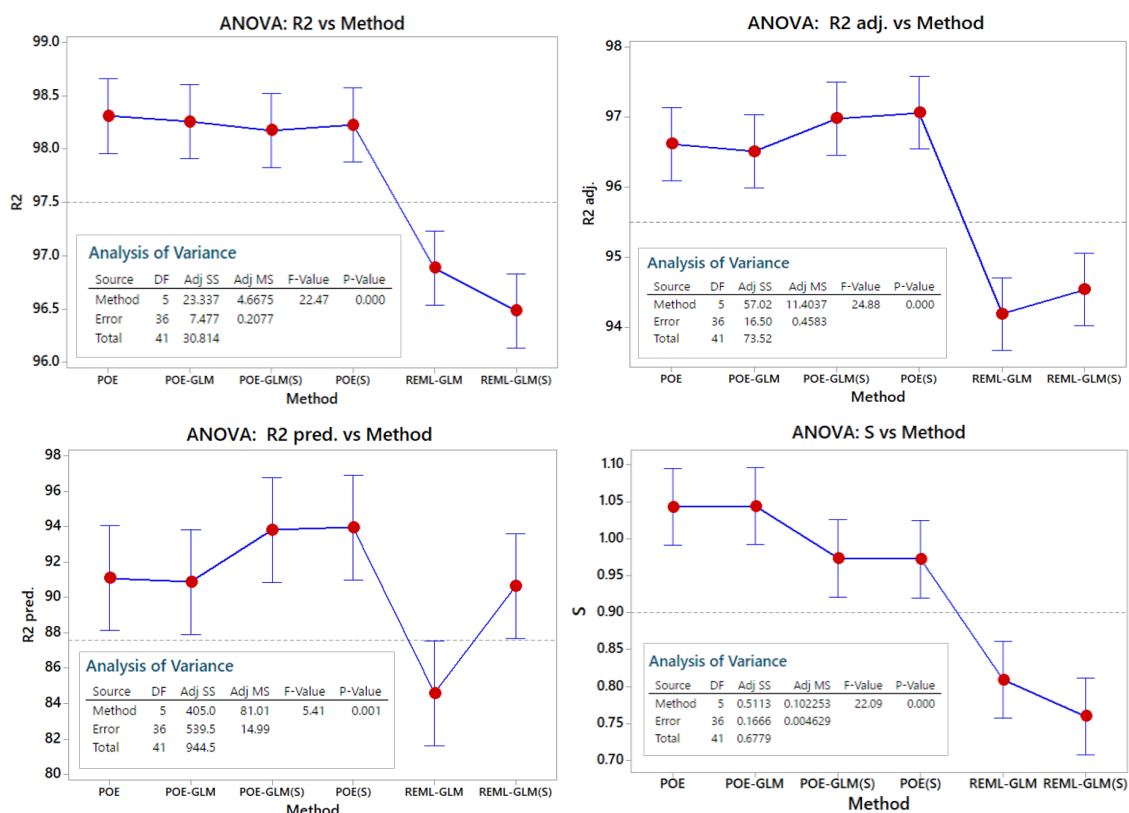 ANOVA: R2 vs Method
99.0
98.5
98.0
97.5
97.0
96.5
96.0
R2
Analysis of Variance
Source DF Adj SS Adj MS F-Value P-Value
Method 5 23.337 4.6675 22.47 0.000
Error 36 7.477 0.2077
Total 41 30.814
POE POE-GLM POE-GLM(S) POE(S) REML-GLM REML-GLM(S)
Method
ANOVA: R2 adj. vs Method
98
97
96
95
94
R2 adj.
Analysis of Variance
Source DF Adj SS Adj MS F-Value P-Value
Method 5 57.02 11.4037 24.88 0.000
Error 36 16.50 0.4583
Total 41 73.52
POE POE-GLM POE-GLM(S) POE(S) REML-GLM REML-GLM(S)
Method
ANOVA: R2 pred. vs Method
98
96
94
92
90
88
86
84
82
80
R2 pred.
Analysis of Variance
Source DF Adj SS Adj MS F-Value P-Value
Method 5 405.0 81.01 5.41 0.001
Error 36 539.5 14.99
Total 41 944.5
POE POE-GLM POE-GLM(S) POE(S) REML-GLM REML-GLM(S)
Method
ANOVA: S vs Method
1.10
1.05
1.00
0.95
0.90
0.85
0.80
0.75
0.70
S
Analysis of Variance
Source DF Adj SS Adj MS F-Value P-Value
Method 5 0.5113 0.102253 22.09 0.000
Error 36 0.1666 0.004629
Total 41 0.6779
POE POE-GLM POE-GLM(S) POE(S) REML-GLM REML-GLM(S)
Method